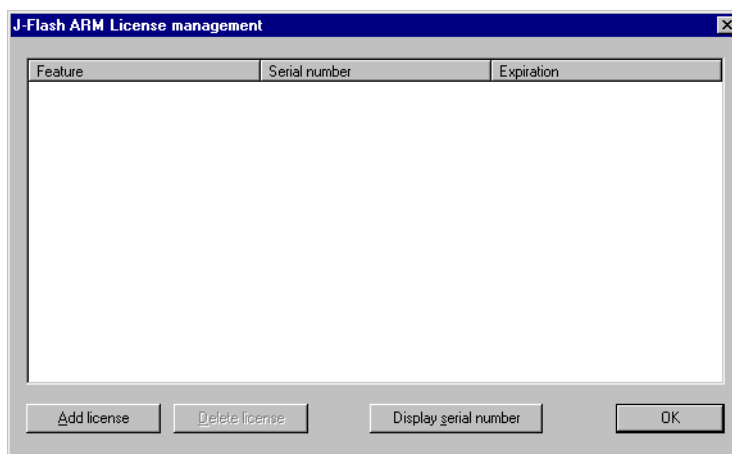 J-Flash ARM License management
Feature Serial number Expiration
Add license Delete license Display serial number OK